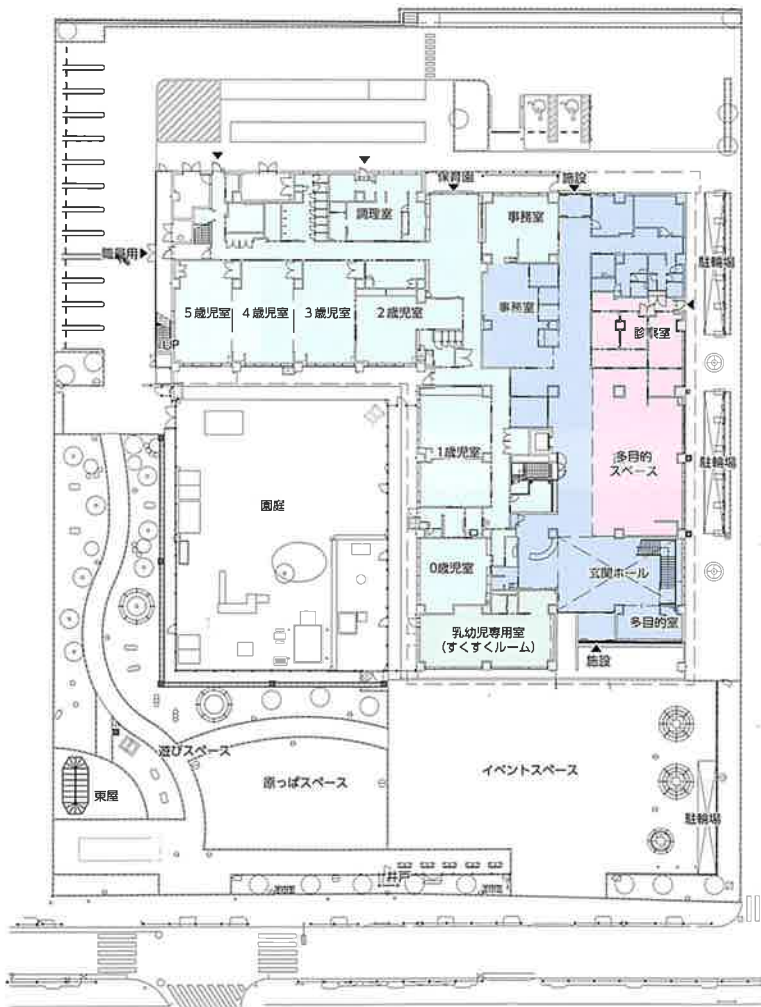 保育園
施設
調理室
事務室
職員用
駐輪場
5歳児室
4歳児室
3歳児室
2歳児室
事務室
診察室
1歳児室
多目的
スペース
駐輪場
園庭
0歳児室
玄関ホール
乳幼児専用室
(すくすくルーム)
多目的室
施設
遊びスペース
原っぱスペース
イベントスペース
東屋
駐輪場
井戸